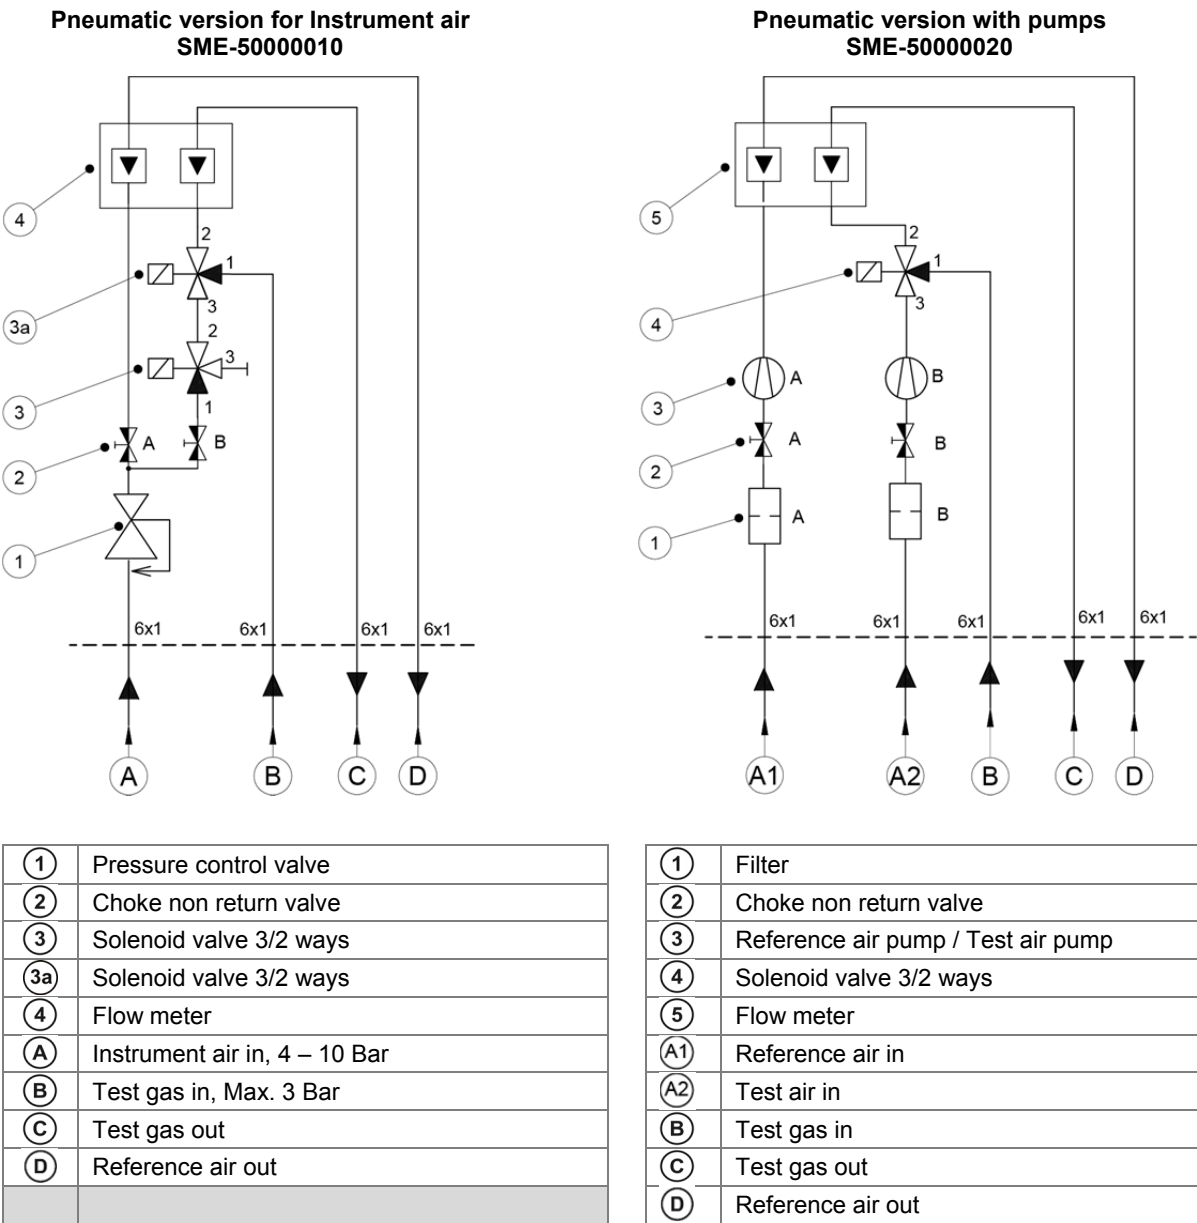 Pneumatic version for Instrument air
SME-50000010
4
2
1
3a
3
2
3
3
1
2
A
B
1
6x1
6x1
6x1
6x1
A
B
C
D
Pneumatic version with pumps
SME-50000020
5
2
1
4
3
3
A
B
2
A
B
1
A
B
6x1
6x1
6x1
6x1
6x1
A1
A2
B
C
D
1 Pressure control valve
2 Choke non return valve
3 Solenoid valve 3/2 ways
3a Solenoid valve 3/2 ways
4 Flow meter
A Instrument air in, 4 – 10 Bar
B Test gas in, Max. 3 Bar
C Test gas out
D Reference air out
1 Filter
2 Choke non return valve
3 Reference air pump / Test air pump
4 Solenoid valve 3/2 ways
5 Flow meter
A1 Reference air in
A2 Test air in
B Test gas in
C Test gas out
D Reference air out